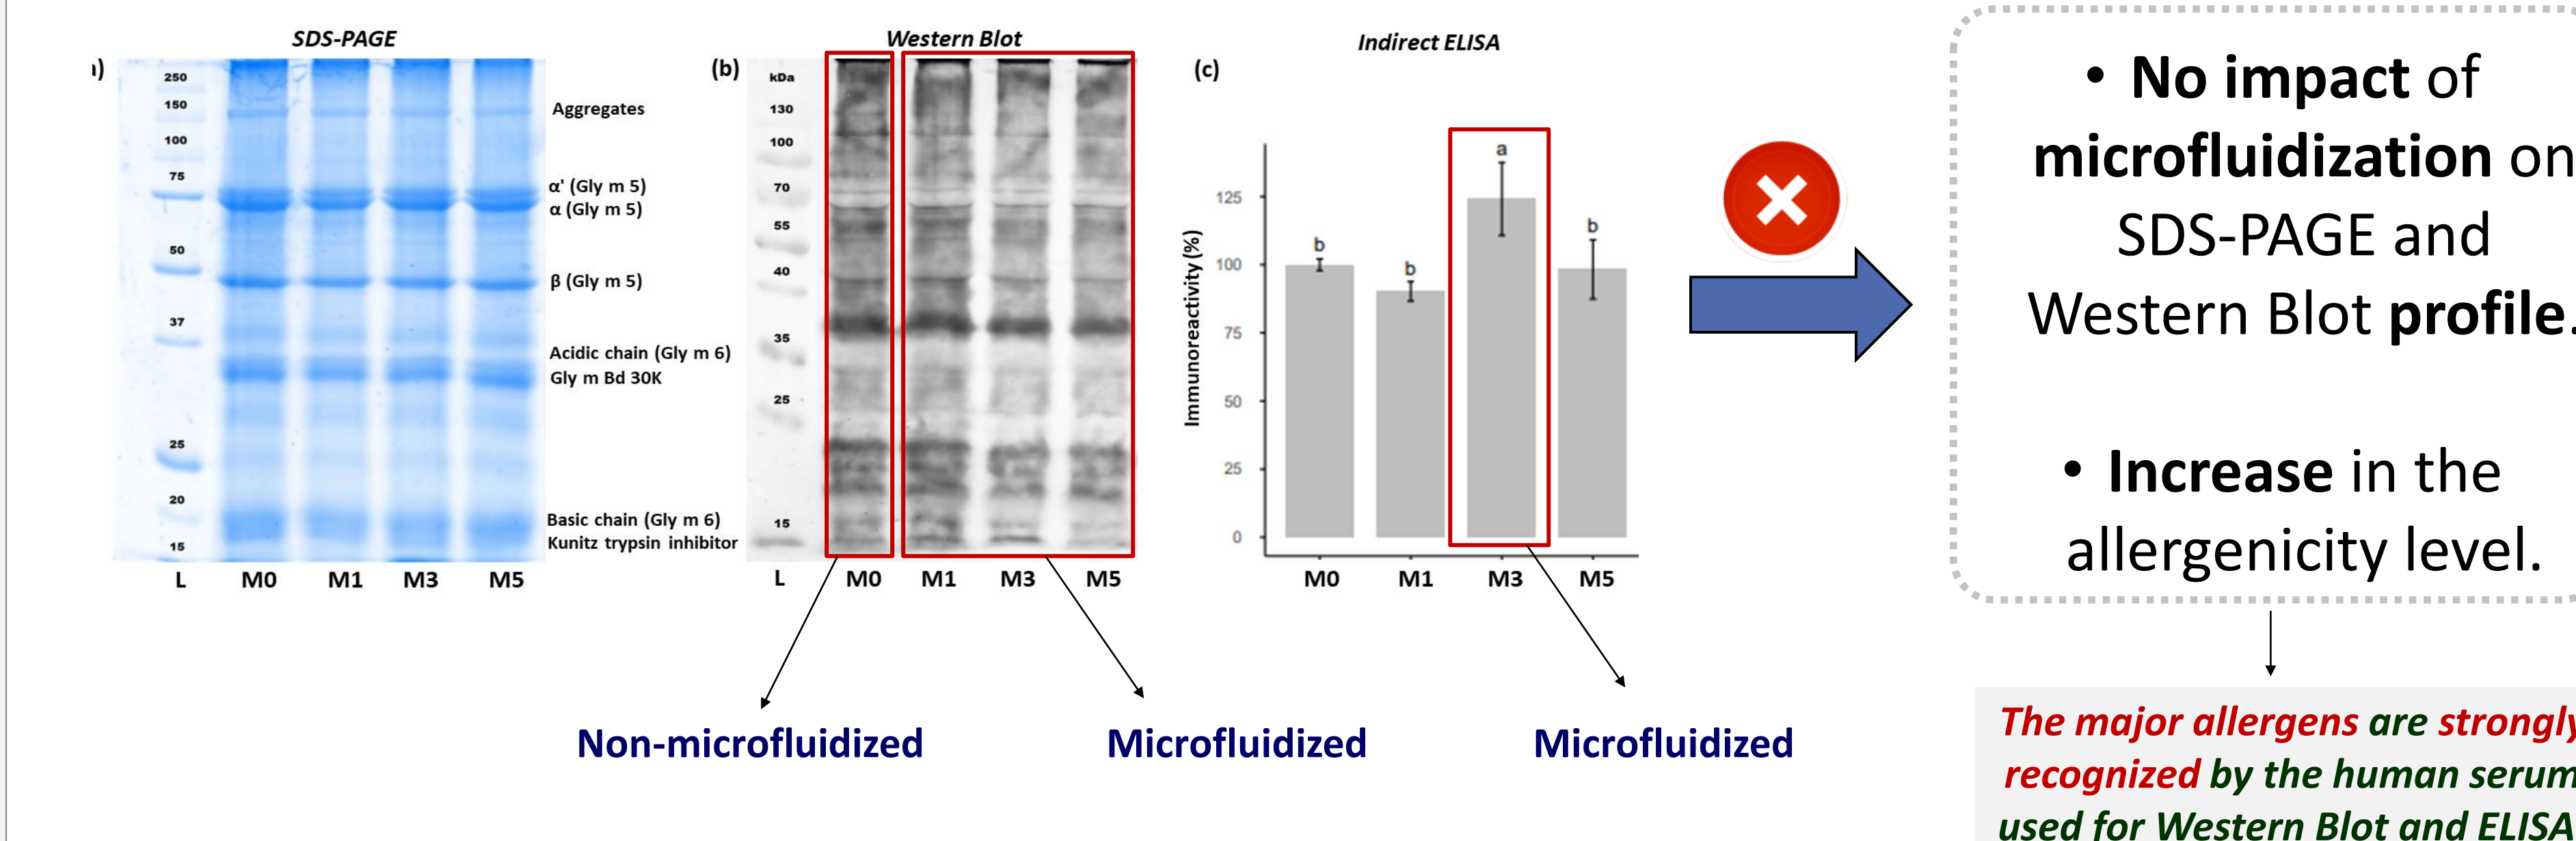 SDS-PAGE
Western Blot
Indirect ELISA
a)
250
150
100
75
50
37
25
20
15
Aggregates
α' (Gly m 5)
α (Gly m 5)
β (Gly m 5)
Acidic chain (Gly m 6)
Gly m Bd 30K
Basic chain (Gly m 6)
Kunitz trypsin inhibitor
L M0 M1 M3 M5
(b)
kDa
130
100
70
55
40
35
25
15
L M0 M1 M3 M5
(c)
Immunoreactivity (%)
125
100
75
50
25
0
b b a b
M0 M1 M3 M5
Non-microfluidized
Microfluidized
Microfluidized
• No impact of
microfluidization on
SDS-PAGE and
Western Blot profile.
• Increase in the
allergenicity level.
The major allergens are strongly
recognized by the human serum
used for Western Blot and ELISA